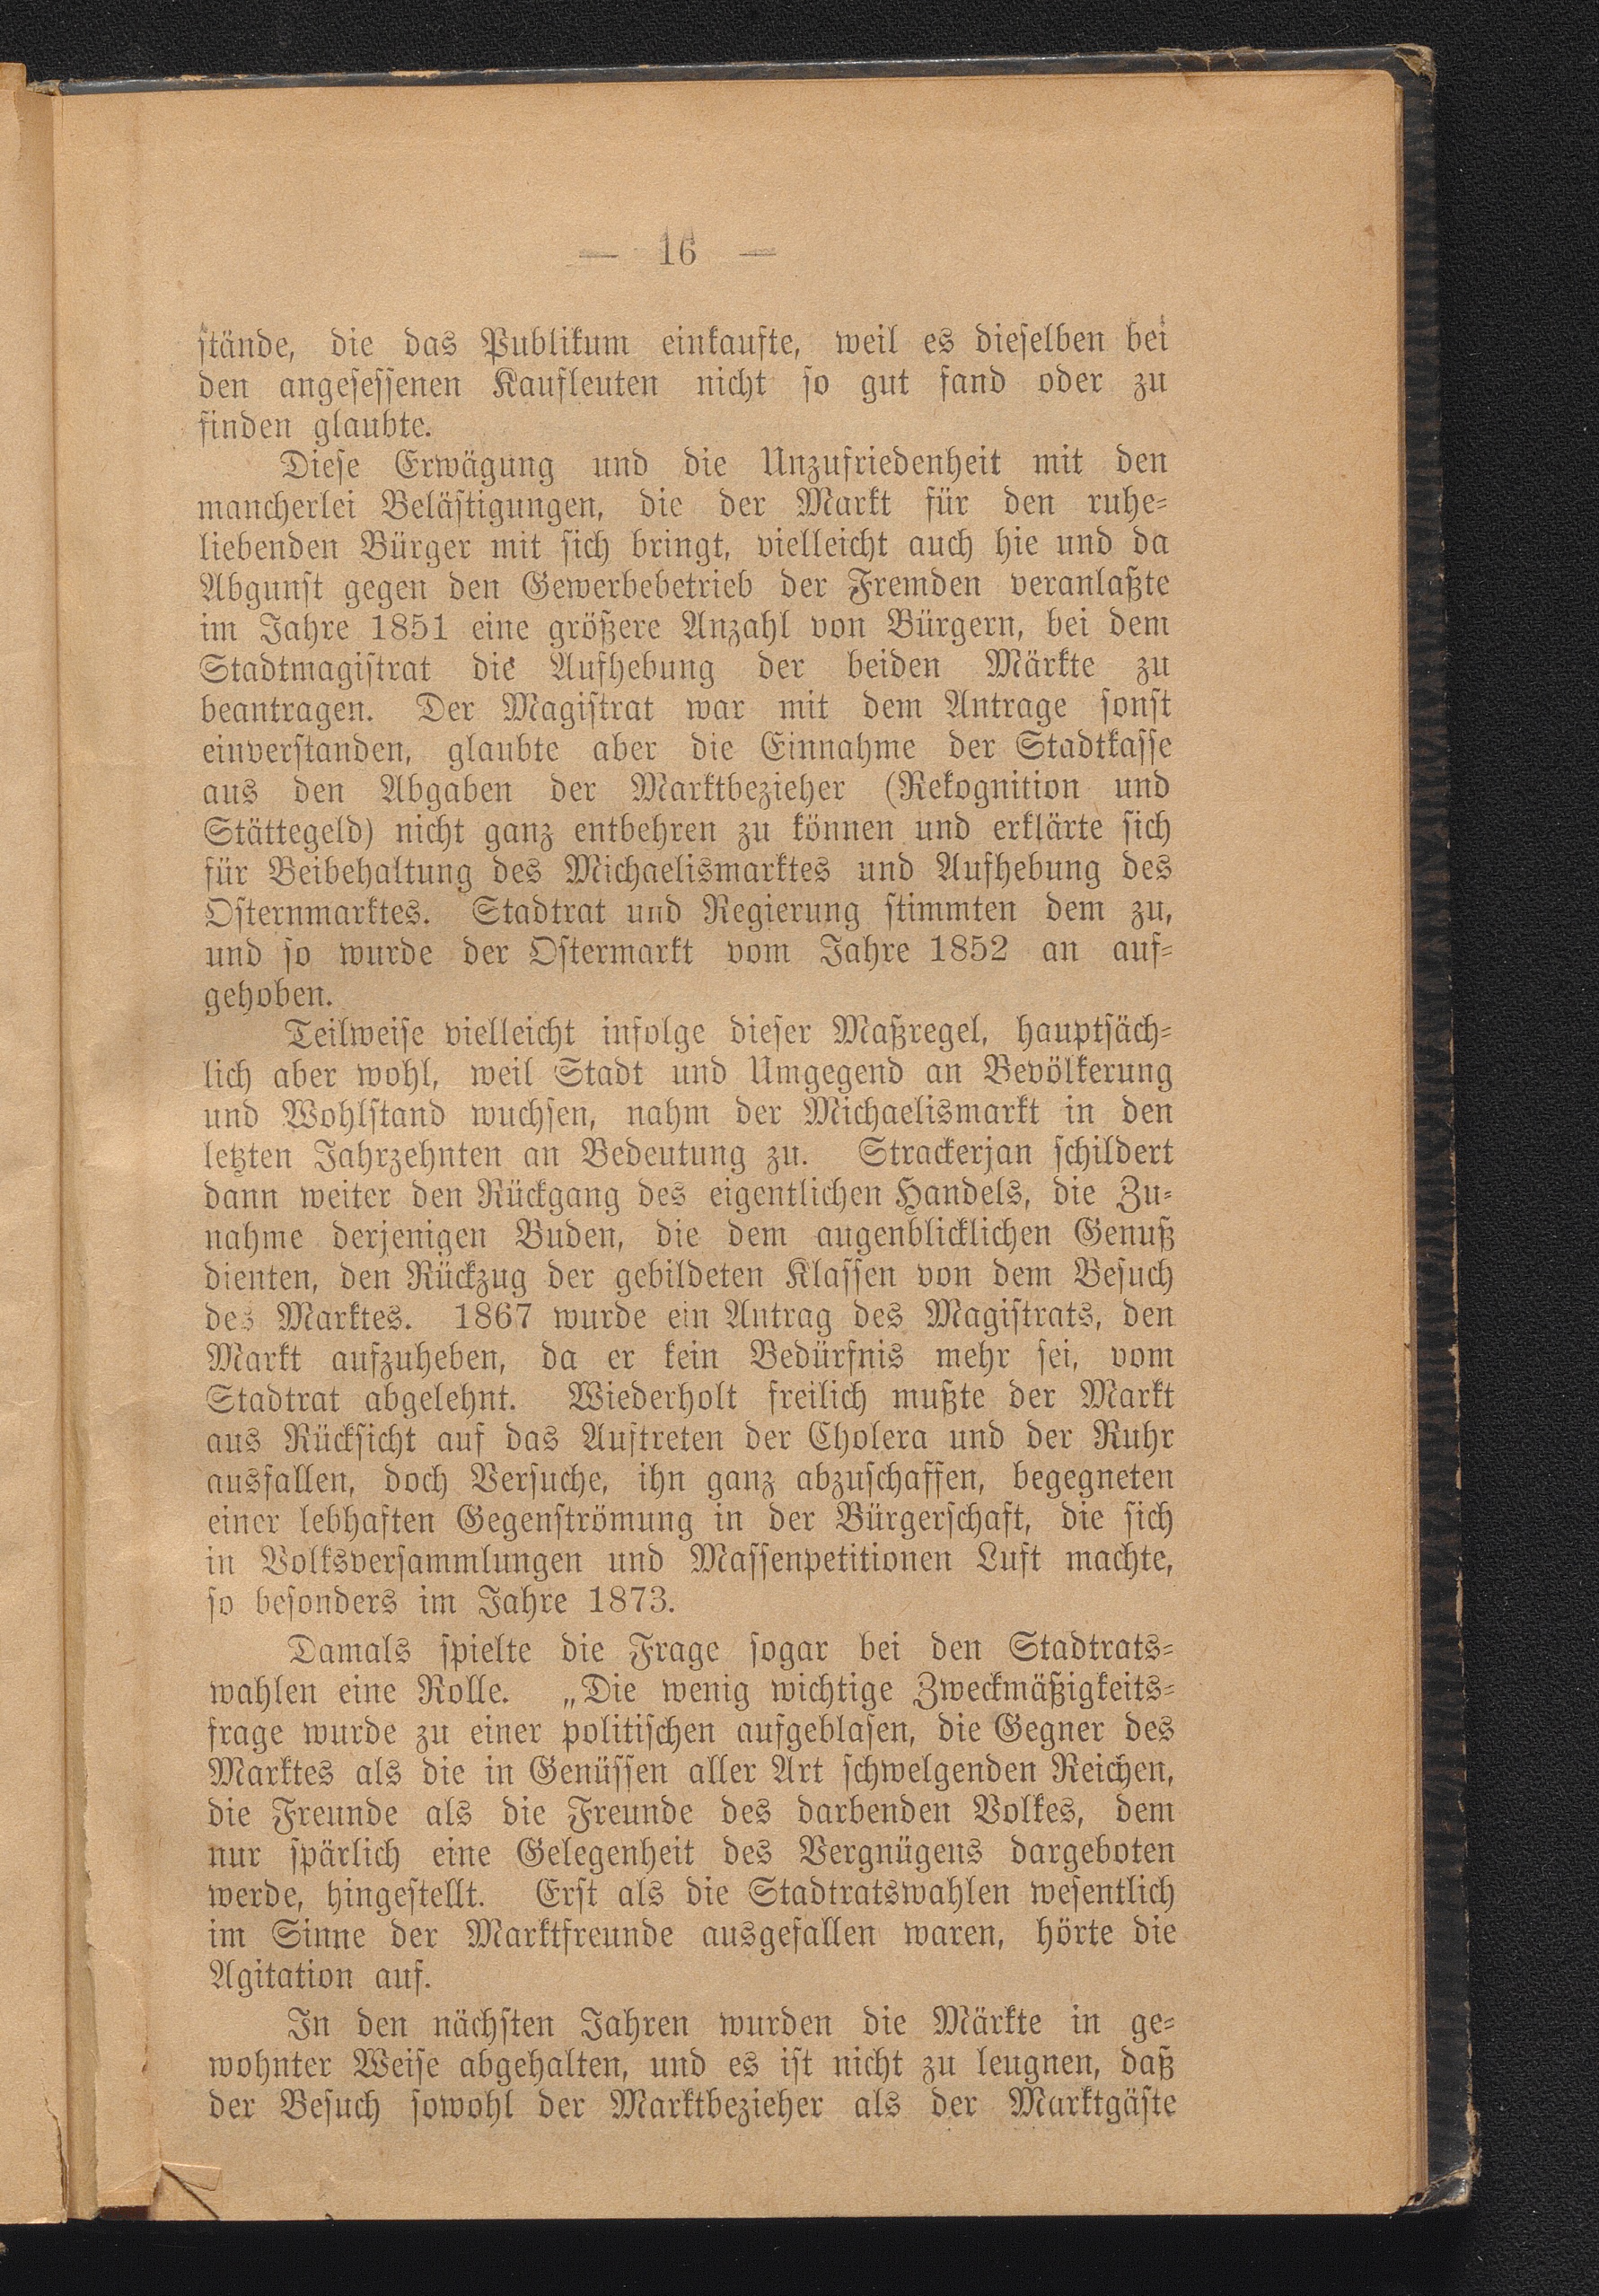 — 16 —
stände, die das Publikum einkaufte, weil es dieselben bei
den angesessenen Kaufleuten nicht so gut fand oder zu
finden glaubte.
Diese Erwägung und die Unzufriedenheit mit den
mancherlei Belästigungen, die der Markt für den ruhe-
liebenden Bürger mit sich bringt, vielleicht auch hie und da
Abgunst gegen den Gewerbebetrieb der Fremden veranlaßte
im Jahre 1851 eine größere Anzahl von Bürgern, bei dem
Stadtmagistrat die Aufhebung der beiden Märkte zu
beantragen. Der Magistrat war mit dem Antrage sonst
einverstanden, glaubte aber die Einnahme der Stadtkasse
aus den Abgaben der Marktbezieher (Rekognition und
Stättegeld) nicht ganz entbehren zu können und erklärte sich
für Beibehaltung des Michaelismarktes und Aufhebung des
Osternmarktes. Stadtrat und Regierung stimmten dem zu,
und so wurde der Ostermarkt vom Jahre 1852 an auf-
gehoben.
Teilweise vielleicht infolge dieser Maßregel, hauptsäch-
lich aber wohl, weil Stadt und Umgegend an Bevölkerung
und Wohlstand wuchsen, nahm der Michaelismarkt in den
letzten Jahrzehnten an Bedeutung zu. Strackerjan schildert
dann weiter den Rückgang des eigentlichen Handels, die Zu-
nahme derjenigen Buden, die dem augenblicklichen Genuß
dienten, den Rückzug der gebildeten Klassen von dem Besuch
des Marktes. 1867 wurde ein Antrag des Magistrats, den
Markt aufzuheben, da er kein Bedürfnis mehr sei, vom
Stadtrat abgelehnt. Wiederholt freilich mußte der Markt
aus Rücksicht auf das Auftreten der Cholera und der Ruhr
ausfallen, doch Versuche, ihn ganz abzuschaffen, begegneten
einer lebhaften Gegenströmung in der Bürgerschaft, die sich
in Volksversammlungen und Massenpetitionen Luft machte,
so besonders im Jahre 1873.
Damals spielte die Frage sogar bei den Stadtrats-
wahlen eine Rolle. „Die wenig wichtige Zweckmäßigkeits-
frage wurde zu einer politischen aufgeblasen, die Gegner des
Marktes als die in Genüssen aller Art schwelgenden Reichen,
die Freunde als die Freunde des darbenden Volkes, dem
nur spärlich eine Gelegenheit des Vergnügens dargeboten
werde, hingestellt. Erst als die Stadtratswahlen wesentlich
im Sinne der Marktfreunde ausgefallen waren, hörte die
Agitation auf.
In den nächsten Jahren wurden die Märkte in ge-
wohnter Weise abgehalten, und es ist nicht zu leugnen, daß
der Besuch sowohl der Marktbezieher als der Marktgäste